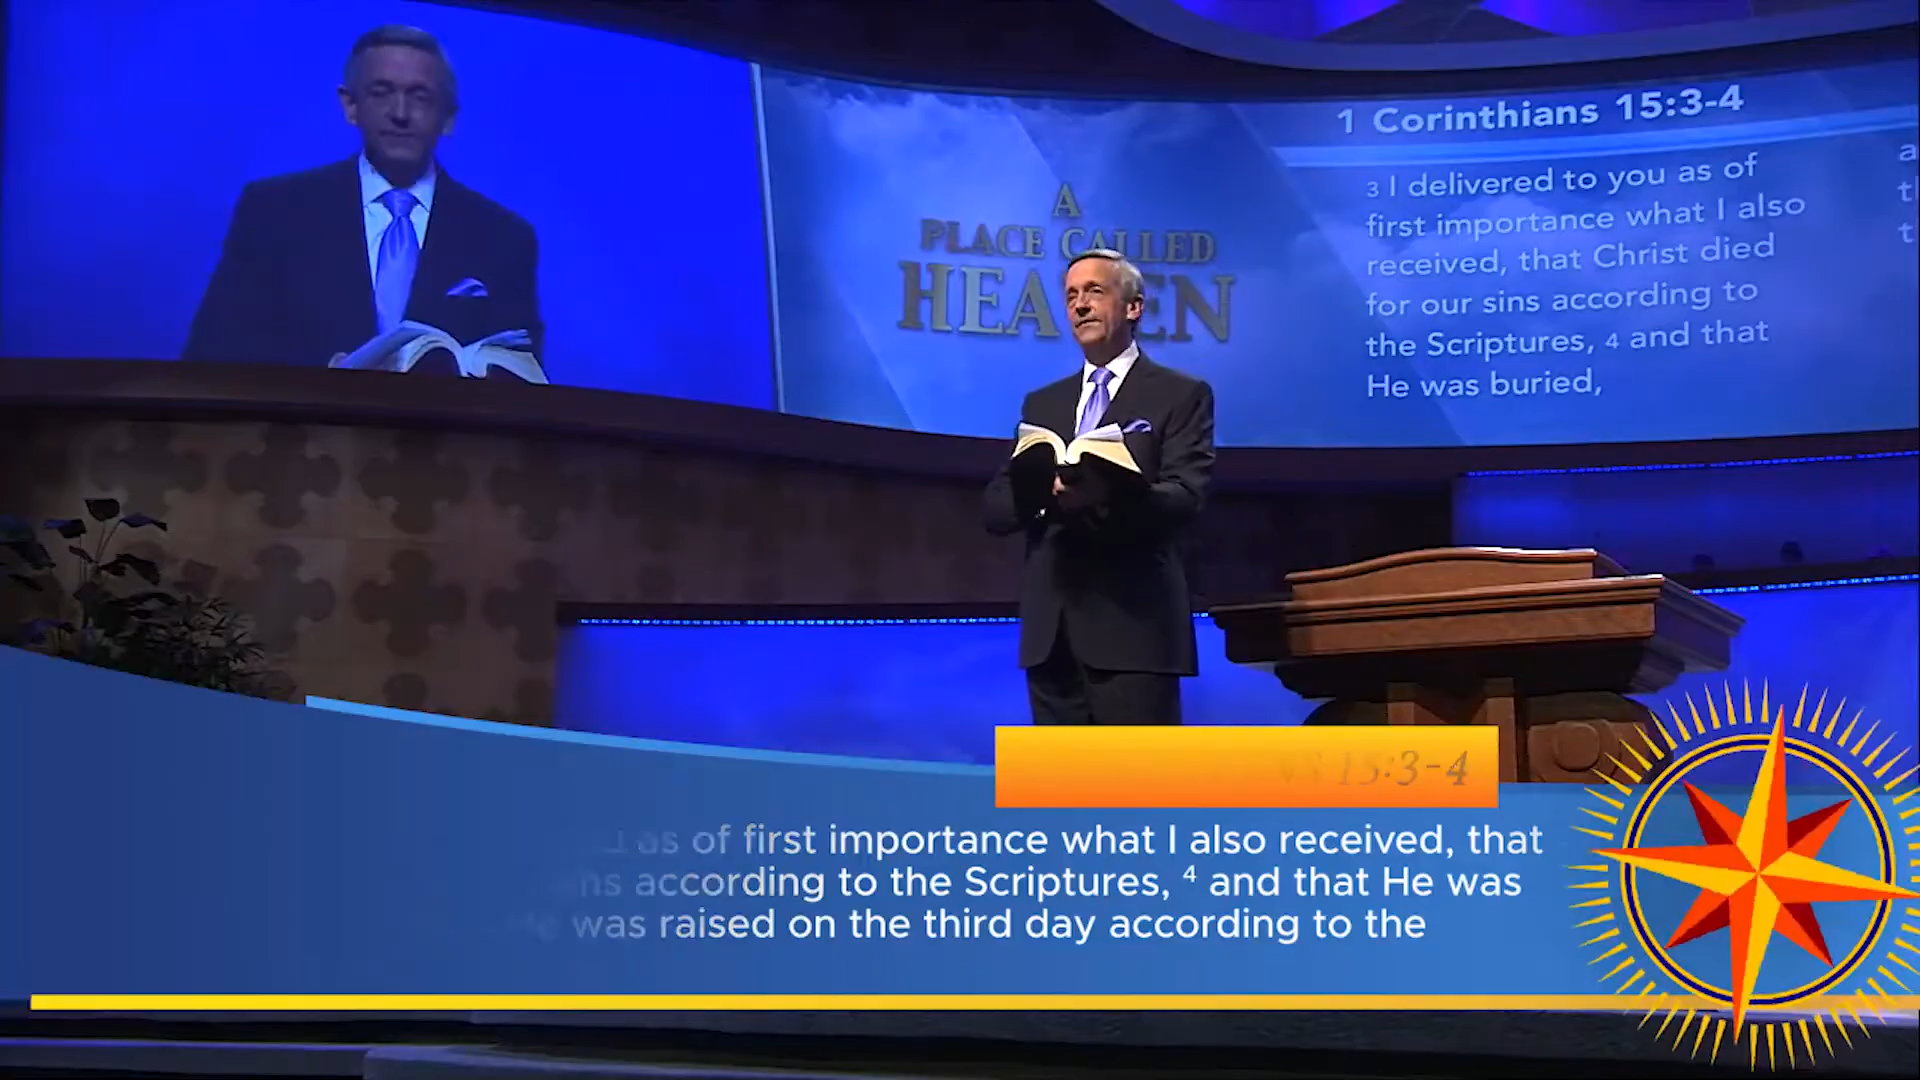 A
PLACE CALLED
HEAVEN
1 Corinthians 15:3-4
3 I delivered to you as of
first importance what I also
received, that Christ died
for our sins according to
the Scriptures, 4 and that
He was buried,
15:3-4
as of first importance what I also received, that
according to the Scriptures, 4 and that He was
was raised on the third day according to the